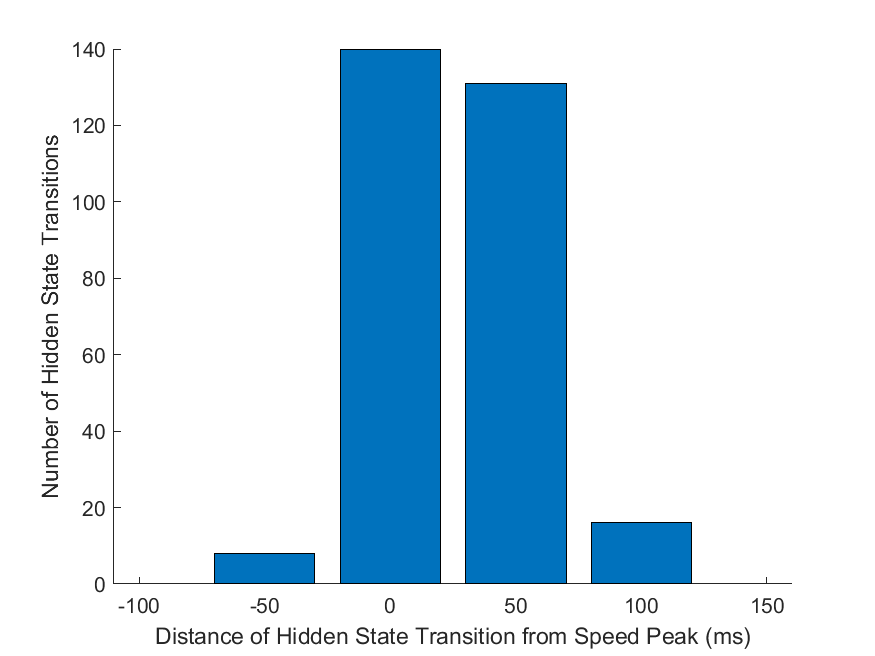 140
120
100
80
60
40
20
0
Number of Hidden State Transitions
-100 -50 0 50 100 150
Distance of Hidden State Transition from Speed Peak (ms)